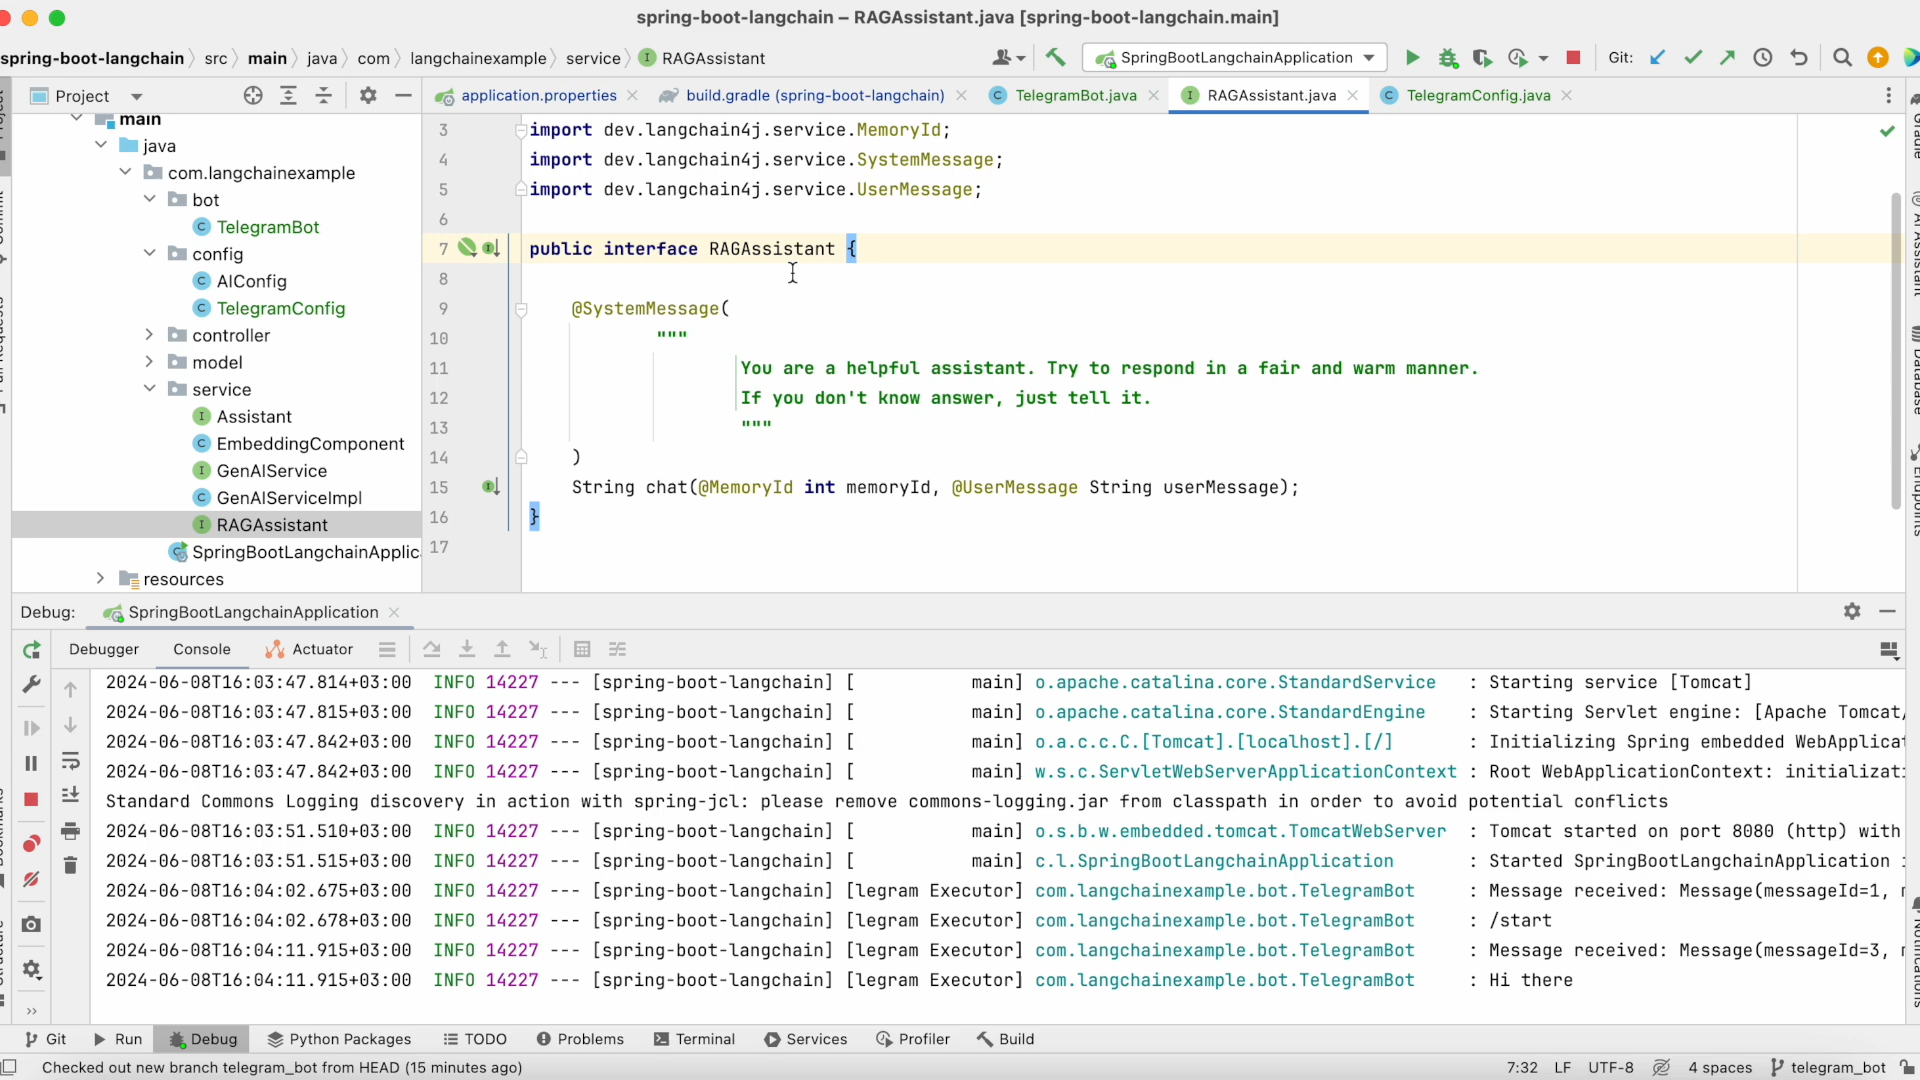 spring-boot-langchain – RAGAssistant.java [spring-boot-langchain.main]
spring-boot-langchain src main java com langchainexample service RAGAssistant
SpringBootLangchainApplication
Git:
Project
application.properties
build.gradle (spring-boot-langchain)
TelegramBot.java
RAGAssistant.java
TelegramConfig.java
main
java
com.langchainexample
bot
TelegramBot
config
AIConfig
TelegramConfig
controller
model
service
Assistant
EmbeddingComponent
GenAIService
GenAIServiceImpl
RAGAssistant
SpringBootLangchainApplic
resources
3 import dev.langchain4j.service.MemoryId;
4 import dev.langchain4j.service.SystemMessage;
5 import dev.langchain4j.service.UserMessage;
6
7 public interface RAGAssistant {
8
9 @SystemMessage(
10 """
11 You are a helpful assistant. Try to respond in a fair and warm manner.
12 If you don't know answer, just tell it.
13 """
14 )
15 String chat(@MemoryId int memoryId, @UserMessage String userMessage);
16 }
17
Gradle
AI Assistant
Database
Endpoints
Notifications
Debug: SpringBootLangchainApplication
Debugger Console Actuator
2024-06-08T16:03:47.814+03:00 INFO 14227 --- [spring-boot-langchain] [ main] o.apache.catalina.core.StandardService : Starting service [Tomcat]
2024-06-08T16:03:47.815+03:00 INFO 14227 --- [spring-boot-langchain] [ main] o.apache.catalina.core.StandardEngine : Starting Servlet engine: [Apache Tomcat/
2024-06-08T16:03:47.842+03:00 INFO 14227 --- [spring-boot-langchain] [ main] o.a.c.c.C.[Tomcat].[localhost].[/] : Initializing Spring embedded WebApplicat
2024-06-08T16:03:47.842+03:00 INFO 14227 --- [spring-boot-langchain] [ main] w.s.c.ServletWebServerApplicationContext : Root WebApplicationContext: initializati
Standard Commons Logging discovery in action with spring-jcl: please remove commons-logging.jar from classpath in order to avoid potential conflicts
2024-06-08T16:03:51.510+03:00 INFO 14227 --- [spring-boot-langchain] [ main] o.s.b.w.embedded.tomcat.TomcatWebServer : Tomcat started on port 8080 (http) with
2024-06-08T16:03:51.515+03:00 INFO 14227 --- [spring-boot-langchain] [ main] c.l.SpringBootLangchainApplication : Started SpringBootLangchainApplication i
2024-06-08T16:04:02.675+03:00 INFO 14227 --- [spring-boot-langchain] [legram Executor] com.langchainexample.bot.TelegramBot : Message received: Message(messageId=1, m
2024-06-08T16:04:02.678+03:00 INFO 14227 --- [spring-boot-langchain] [legram Executor] com.langchainexample.bot.TelegramBot : /start
2024-06-08T16:04:11.915+03:00 INFO 14227 --- [spring-boot-langchain] [legram Executor] com.langchainexample.bot.TelegramBot : Message received: Message(messageId=3, m
2024-06-08T16:04:11.915+03:00 INFO 14227 --- [spring-boot-langchain] [legram Executor] com.langchainexample.bot.TelegramBot : Hi there
Git Run Debug Python Packages TODO Problems Terminal Services Profiler Build
Checked out new branch telegram_bot from HEAD (15 minutes ago)
7:32 LF UTF-8 4 spaces telegram_bot